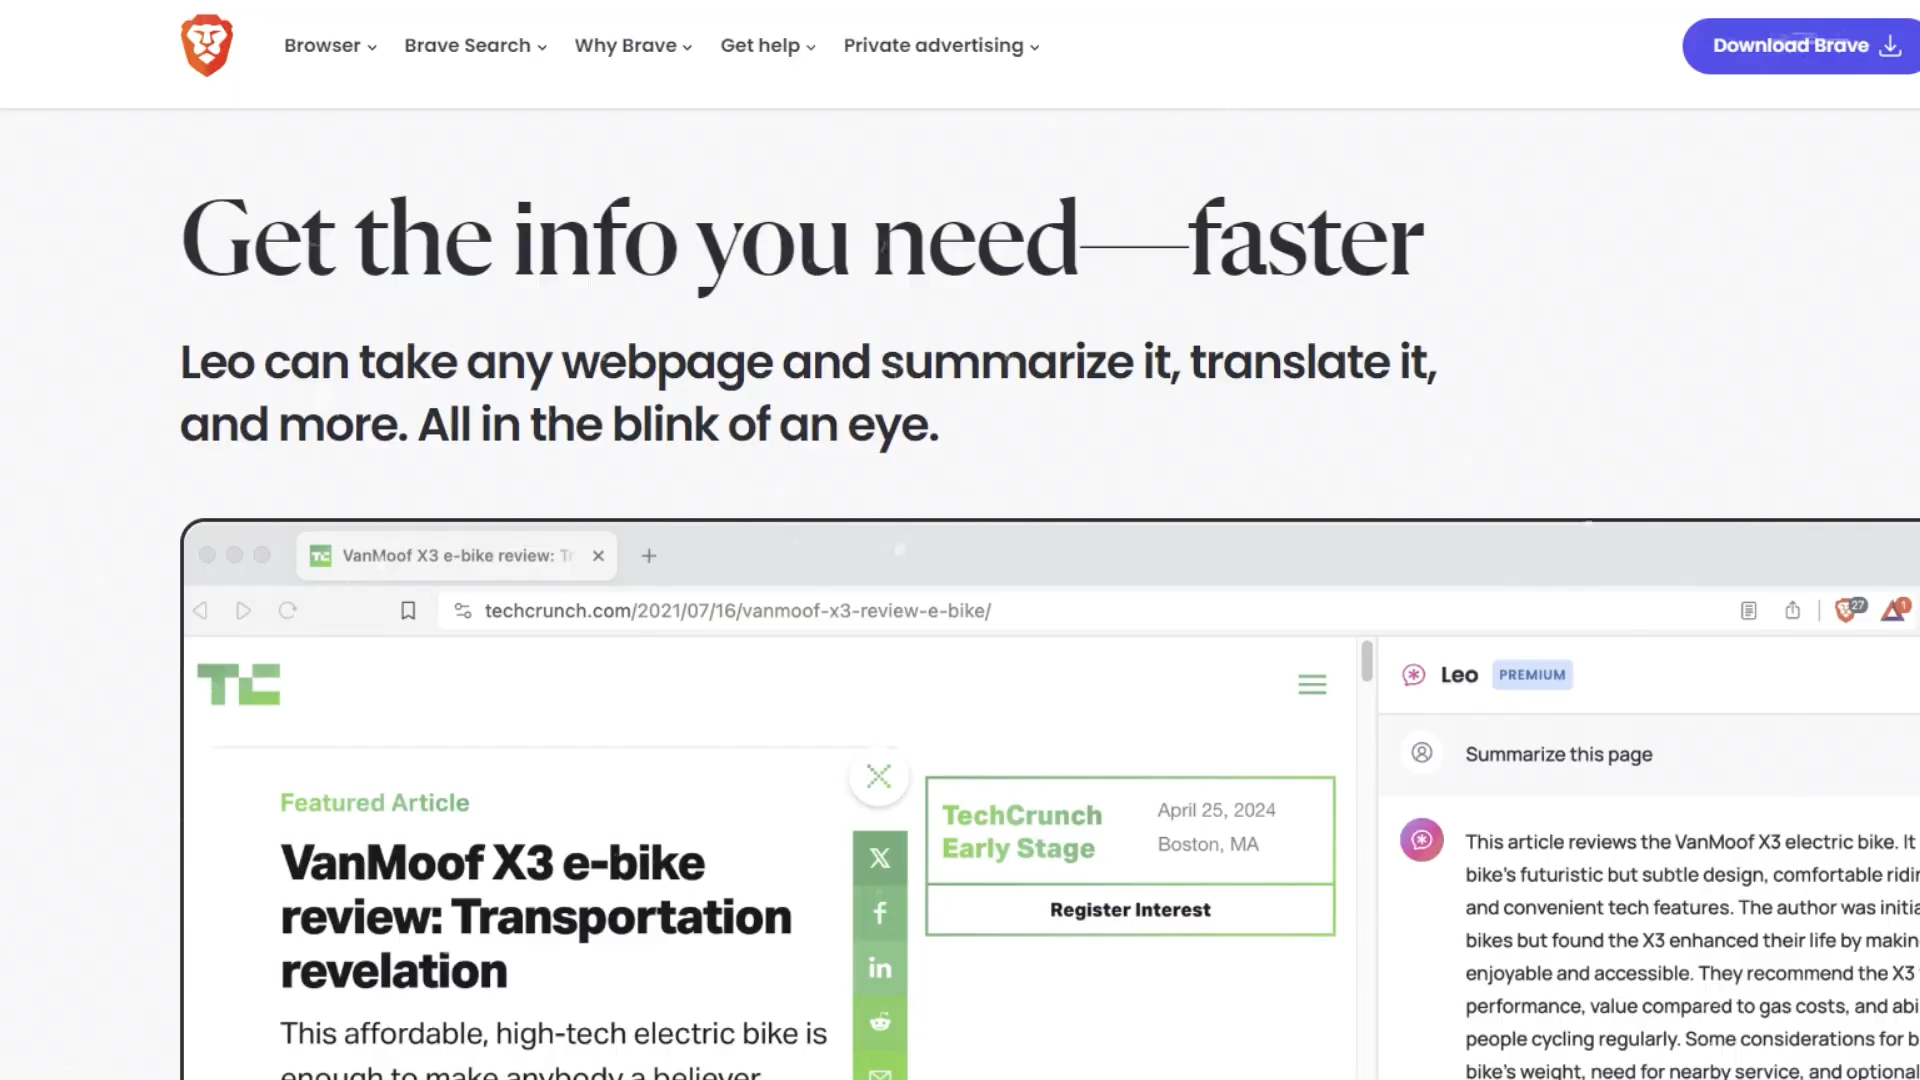 Browser
Brave Search
Why Brave
Get help
Private advertising
Download Brave
Get the info you need—faster
Leo can take any webpage and summarize it, translate it,
and more. All in the blink of an eye.
VanMoof X3 e-bike review:
techcrunch.com/2021/07/16/vanmoof-x3-review-e-bike/
27
1
TC
Featured Article
VanMoof X3 e-bike
review: Transportation
revelation
This affordable, high-tech electric bike is
enough to make anybody a believer
TechCrunch
Early Stage
April 25, 2024
Boston, MA
Register Interest
Leo
PREMIUM
Summarize this page
This article reviews the VanMoof X3 electric bike. It
bike's futuristic but subtle design, comfortable
and convenient tech features. The author was
bikes but found the X3 enhanced their life by
enjoyable and accessible. They recommend the X3
performance, value compared to gas costs, and
people cycling regularly. Some considerations for
bike's weight, need for nearby service, and optional